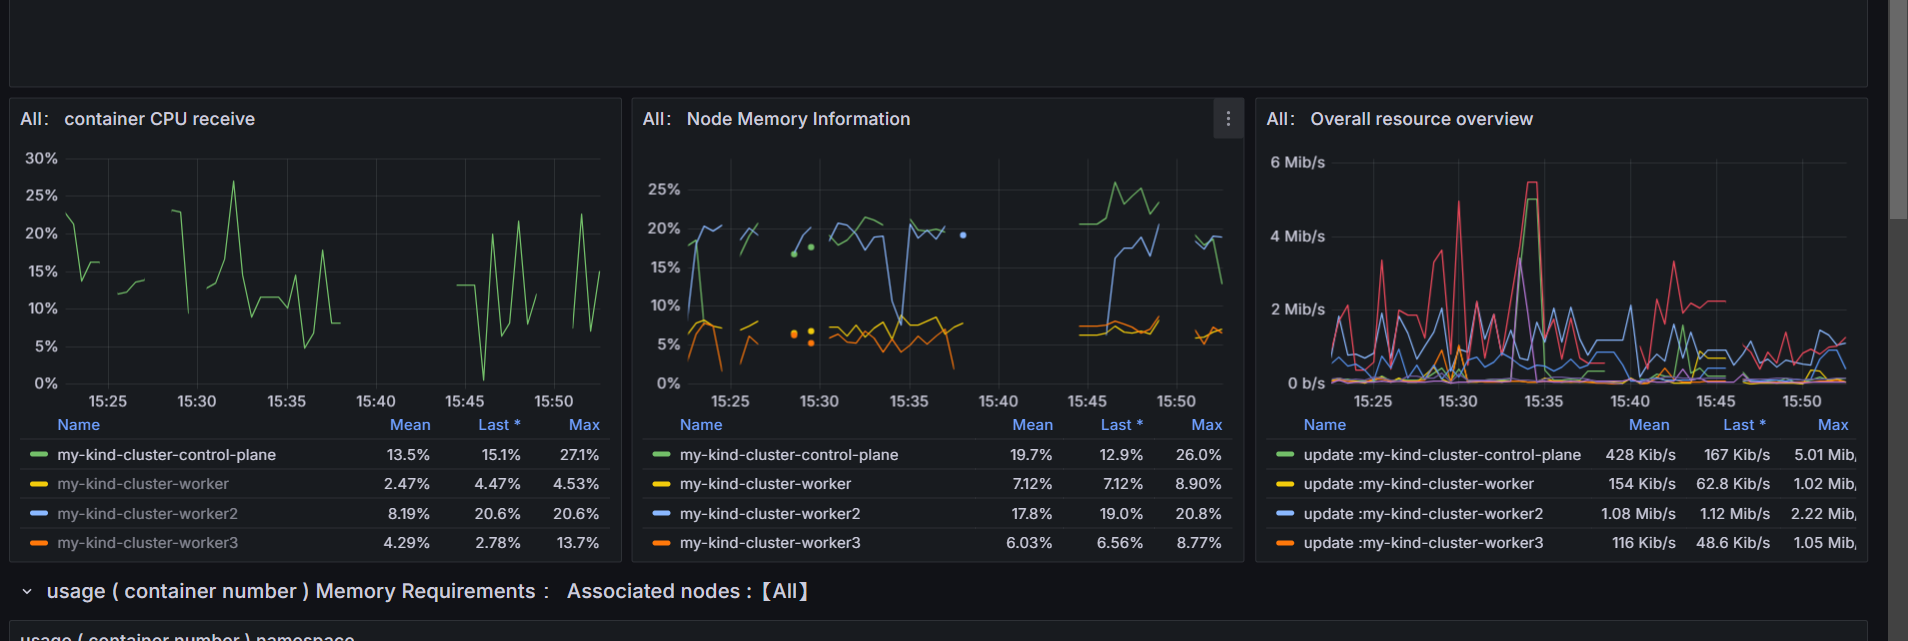 All: container CPU receive
30%
25%
20%
15%
10%
5%
0%
15:25 15:30 15:35 15:40 15:45 15:50
Name Mean Last * Max
my-kind-cluster-control-plane 13.5% 15.1% 27.1%
my-kind-cluster-worker 2.47% 4.47% 4.53%
my-kind-cluster-worker2 8.19% 20.6% 20.6%
my-kind-cluster-worker3 4.29% 2.78% 13.7%
All: Node Memory Information
25%
20%
15%
10%
5%
0%
15:25 15:30 15:35 15:40 15:45 15:50
Name Mean Last * Max
my-kind-cluster-control-plane 19.7% 12.9% 26.0%
my-kind-cluster-worker 7.12% 7.12% 8.90%
my-kind-cluster-worker2 17.8% 19.0% 20.8%
my-kind-cluster-worker3 6.03% 6.56% 8.77%
All: Overall resource overview
6 Mib/s
4 Mib/s
2 Mib/s
0 b/s
15:25 15:30 15:35 15:40 15:45 15:50
Name Mean Last * Max
update :my-kind-cluster-control-plane 428 Kib/s 167 Kib/s 5.01 Mib/
update :my-kind-cluster-worker 154 Kib/s 62.8 Kib/s 1.02 Mib/
update :my-kind-cluster-worker2 1.08 Mib/s 1.12 Mib/s 2.22 Mib/
update :my-kind-cluster-worker3 116 Kib/s 48.6 Kib/s 1.05 Mib/
usage ( container number ) Memory Requirements : Associated nodes :【All】
usage ( container number ) namespace